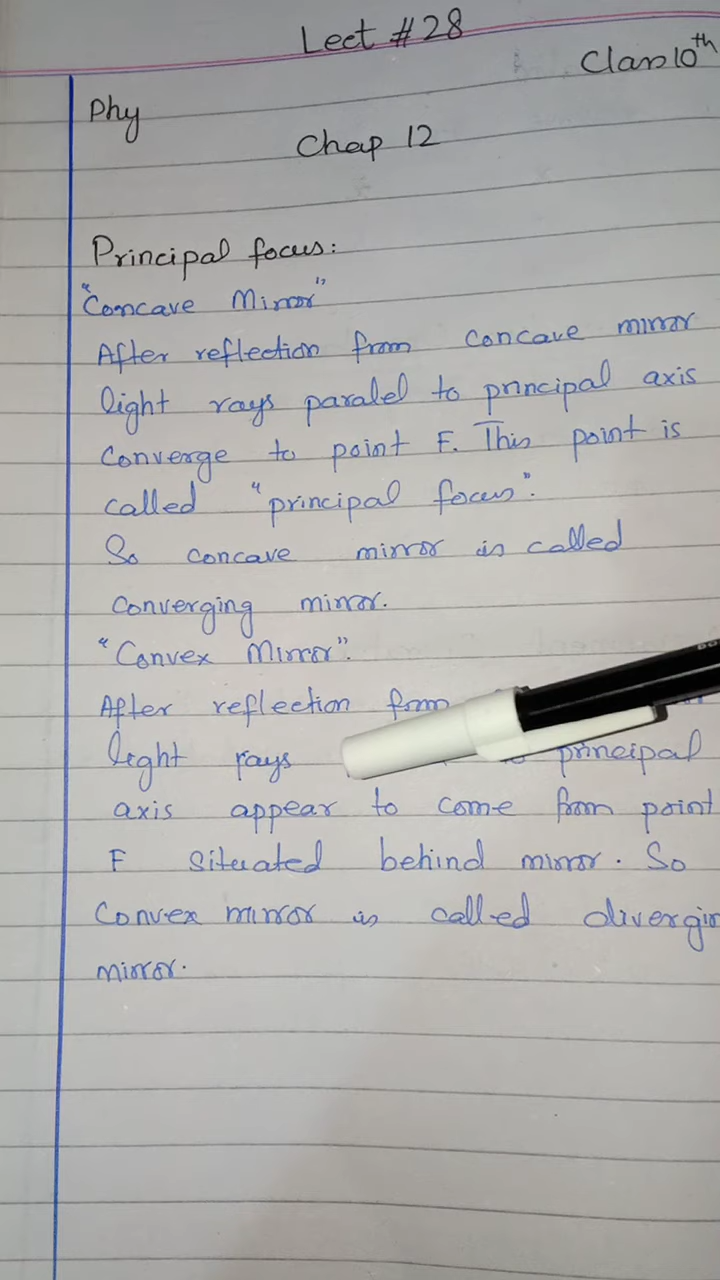 Lect #28
Class 10th
Phy
Chap 12
Principal focus:
"Concave Mirror"
After reflection from concave mirror
light rays paralel to principal axis
converge to point F. This point is
called "principal focus".
So concave mirror is called
converging mirror.
"Convex Mirror".
After reflection from
light rays principal
axis appear to come from point
F situated behind mirror. So
Convex mirror is called divergin
mirror.